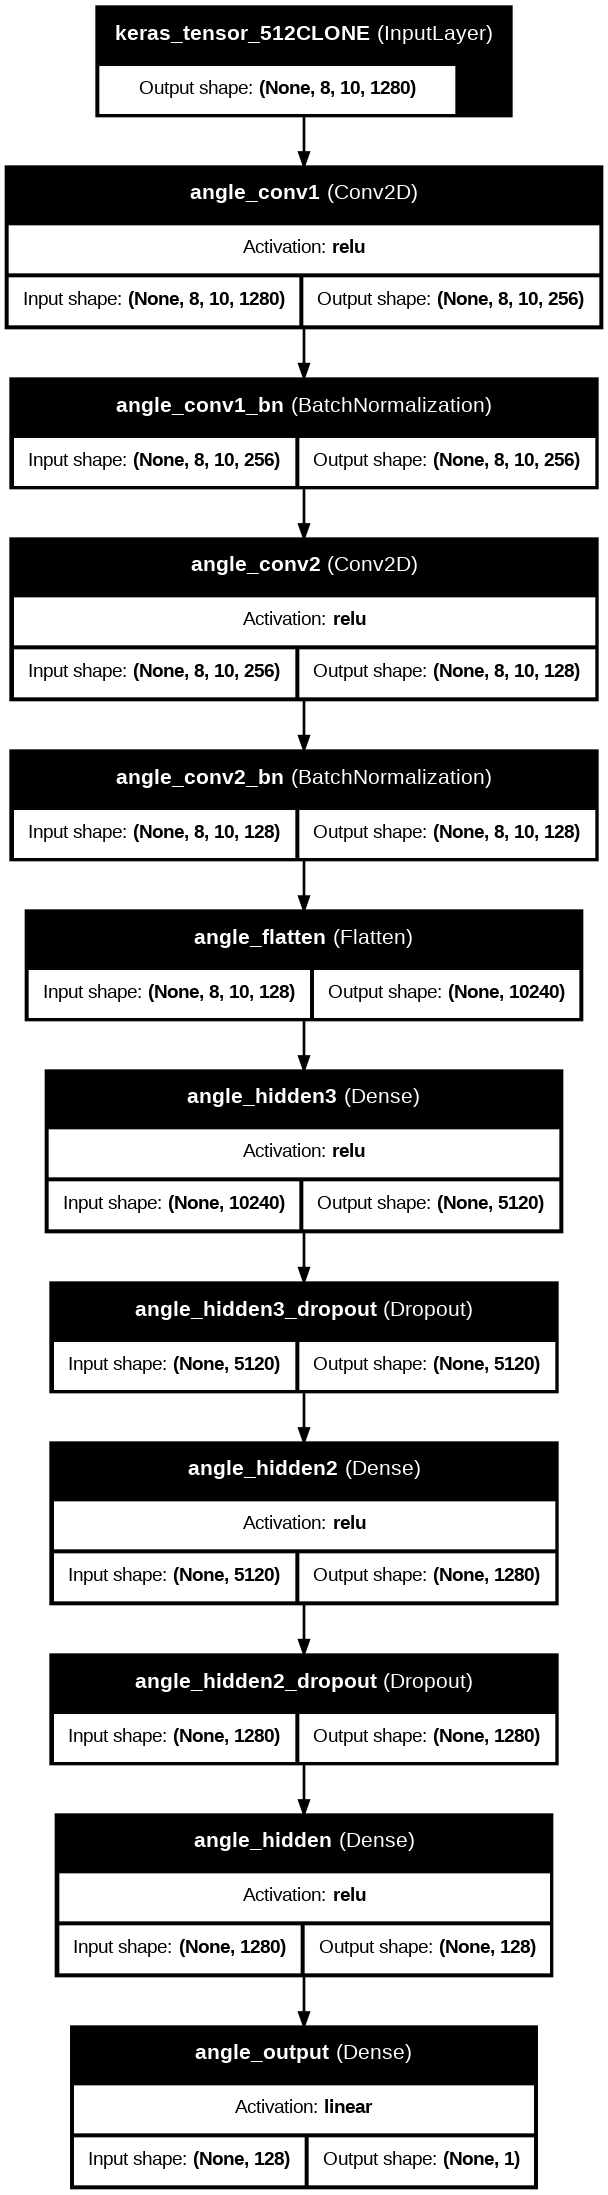 keras_tensor_512CLONE (InputLayer)
Output shape: (None, 8, 10, 1280)
angle_conv1 (Conv2D)
Activation: relu
Input shape: (None, 8, 10, 1280) Output shape: (None, 8, 10, 256)
angle_conv1_bn (BatchNormalization)
Input shape: (None, 8, 10, 256) Output shape: (None, 8, 10, 256)
angle_conv2 (Conv2D)
Activation: relu
Input shape: (None, 8, 10, 256) Output shape: (None, 8, 10, 128)
angle_conv2_bn (BatchNormalization)
Input shape: (None, 8, 10, 128) Output shape: (None, 8, 10, 128)
angle_flatten (Flatten)
Input shape: (None, 8, 10, 128) Output shape: (None, 10240)
angle_hidden3 (Dense)
Activation: relu
Input shape: (None, 10240) Output shape: (None, 5120)
angle_hidden3_dropout (Dropout)
Input shape: (None, 5120) Output shape: (None, 5120)
angle_hidden2 (Dense)
Activation: relu
Input shape: (None, 5120) Output shape: (None, 1280)
angle_hidden2_dropout (Dropout)
Input shape: (None, 1280) Output shape: (None, 1280)
angle_hidden (Dense)
Activation: relu
Input shape: (None, 1280) Output shape: (None, 128)
angle_output (Dense)
Activation: linear
Input shape: (None, 128) Output shape: (None, 1)